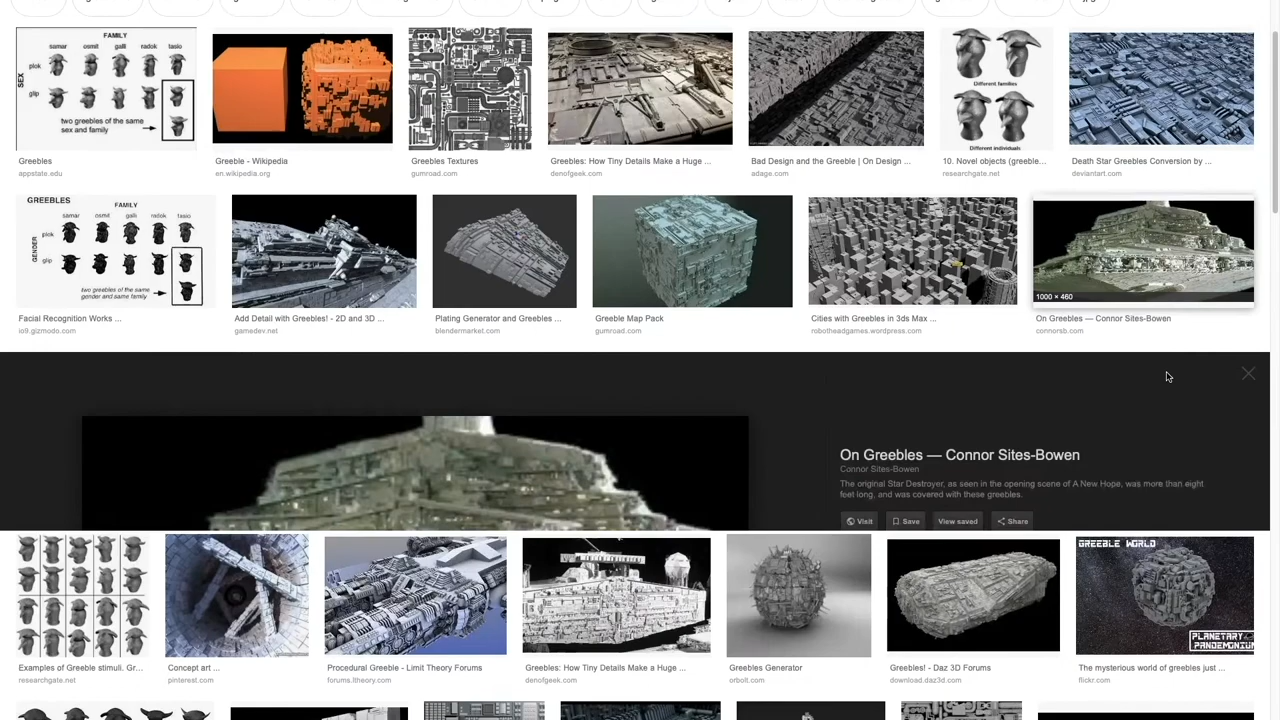 FAMILY
samar osmit galli radok tasio
SEX
plok
glip
two greebles of the same
sex and family
Different families
Different individuals
Greebles
appstate.edu
Greeble - Wikipedia
en.wikipedia.org
Greebles Textures
gumroad.com
Greebles: How Tiny Details Make a Huge ...
denofgeek.com
Bad Design and the Greeble | On Design ...
adage.com
10. Novel objects (greeble...
researchgate.net
Death Star Greebles Conversion by ...
deviantart.com
GREEBLES
FAMILY
samar osmit galli radok tasio
GENDER
plok
glip
two greebles of the same
gender and same family
1000 × 460
Facial Recognition Works ...
io9.gizmodo.com
Add Detail with Greebles! - 2D and 3D ...
gamedev.net
Plating Generator and Greebles ...
blendermarket.com
Greeble Map Pack
gumroad.com
Cities with Greebles in 3ds Max ...
robotheadgames.wordpress.com
On Greebles — Connor Sites-Bowen
connorsb.com
On Greebles — Connor Sites-Bowen
Connor Sites-Bowen
The original Star Destroyer, as seen in the opening scene of A New Hope, was more than eight
feet long, and was covered with these greebles.
Visit Save View saved Share
GREEBLE WORLD
PLANETARY
PANDEMONIUM
Examples of Greeble stimuli. Gr...
researchgate.net
Concept art ...
pinterest.com
Procedural Greeble - Limit Theory Forums
forums.ltheory.com
Greebles: How Tiny Details Make a Huge ...
denofgeek.com
Greebles Generator
orbolt.com
Greebles! - Daz 3D Forums
download.daz3d.com
The mysterious world of greebles just ...
flickr.com